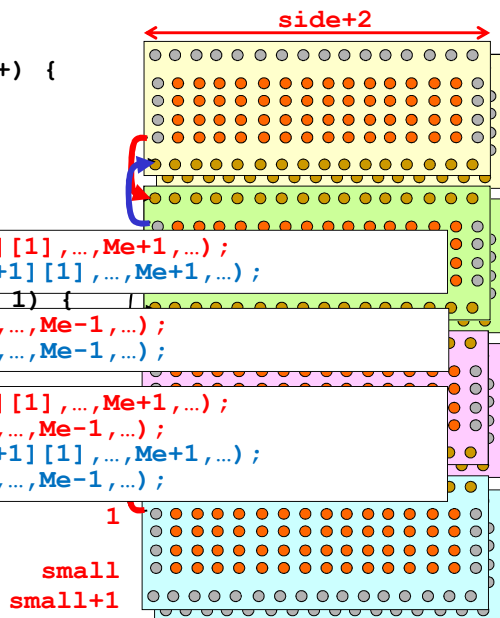 side+2
+) {
][1],…,Me+1,…);
+1][1],…,Me+1,…);
1) {
,…,Me-1,…);
,…,Me-1,…);
][1],…,Me+1,…);
,…,Me-1,…);
+1][1],…,Me+1,…);
,…,Me-1,…);
1
small
small+1